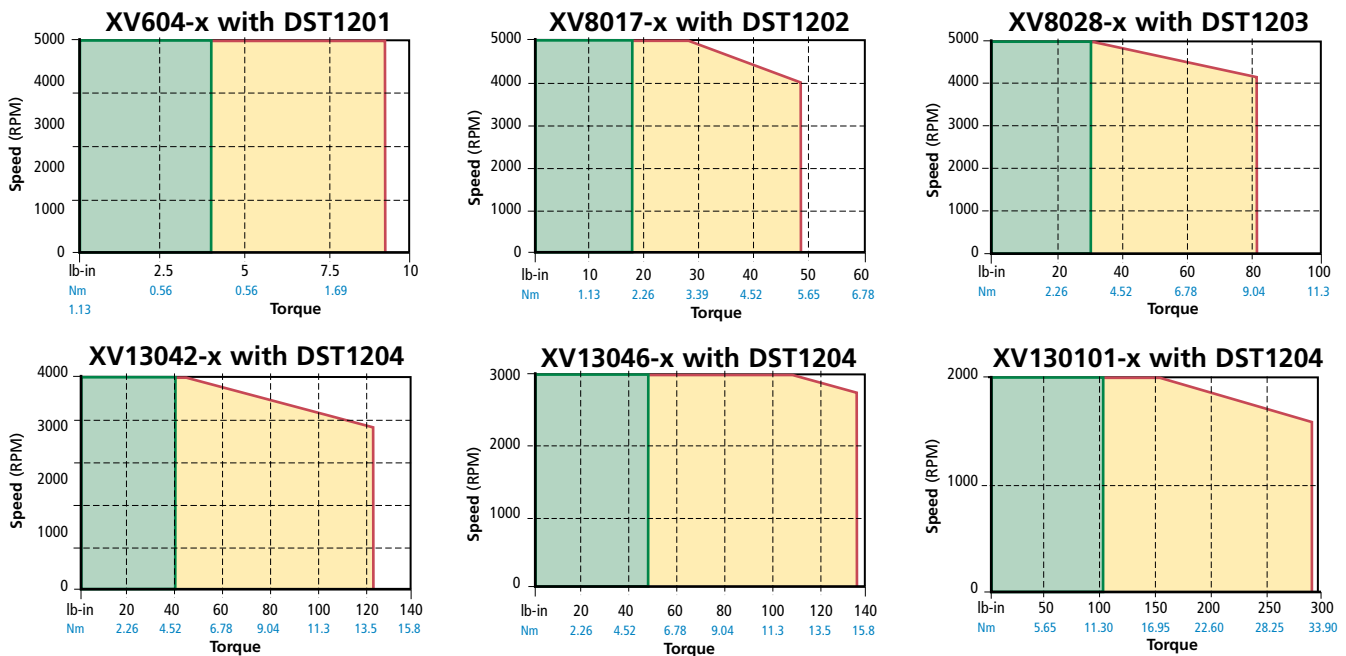 XV604-x with DST1201
5000
4000
3000
2000
1000
0
Speed (RPM)
lb-in 2.5 5 7.5 10
Nm 0.56 0.56 1.69
1.13
Torque
XV8017-x with DST1202
5000
4000
3000
2000
1000
0
Speed (RPM)
lb-in 10 20 30 40 50 60
Nm 1.13 2.26 3.39 4.52 5.65 6.78
Torque
XV8028-x with DST1203
5000
4000
3000
2000
1000
0
Speed (RPM)
lb-in 20 40 60 80 100
Nm 2.26 4.52 6.78 9.04 11.3
Torque
XV13042-x with DST1204
4000
3000
2000
1000
0
Speed (RPM)
lb-in 20 40 60 80 100 120 140
Nm 2.26 4.52 6.78 9.04 11.3 13.5 15.8
Torque
XV13046-x with DST1204
3000
2000
1000
0
Speed (RPM)
lb-in 20 40 60 80 100 120 140
Nm 2.26 4.52 6.78 9.04 11.3 13.5 15.8
Torque
XV130101-x with DST1204
2000
1000
0
Speed (RPM)
lb-in 50 100 150 200 250 300
Nm 5.65 11.30 16.95 22.60 28.25 33.90
Torque